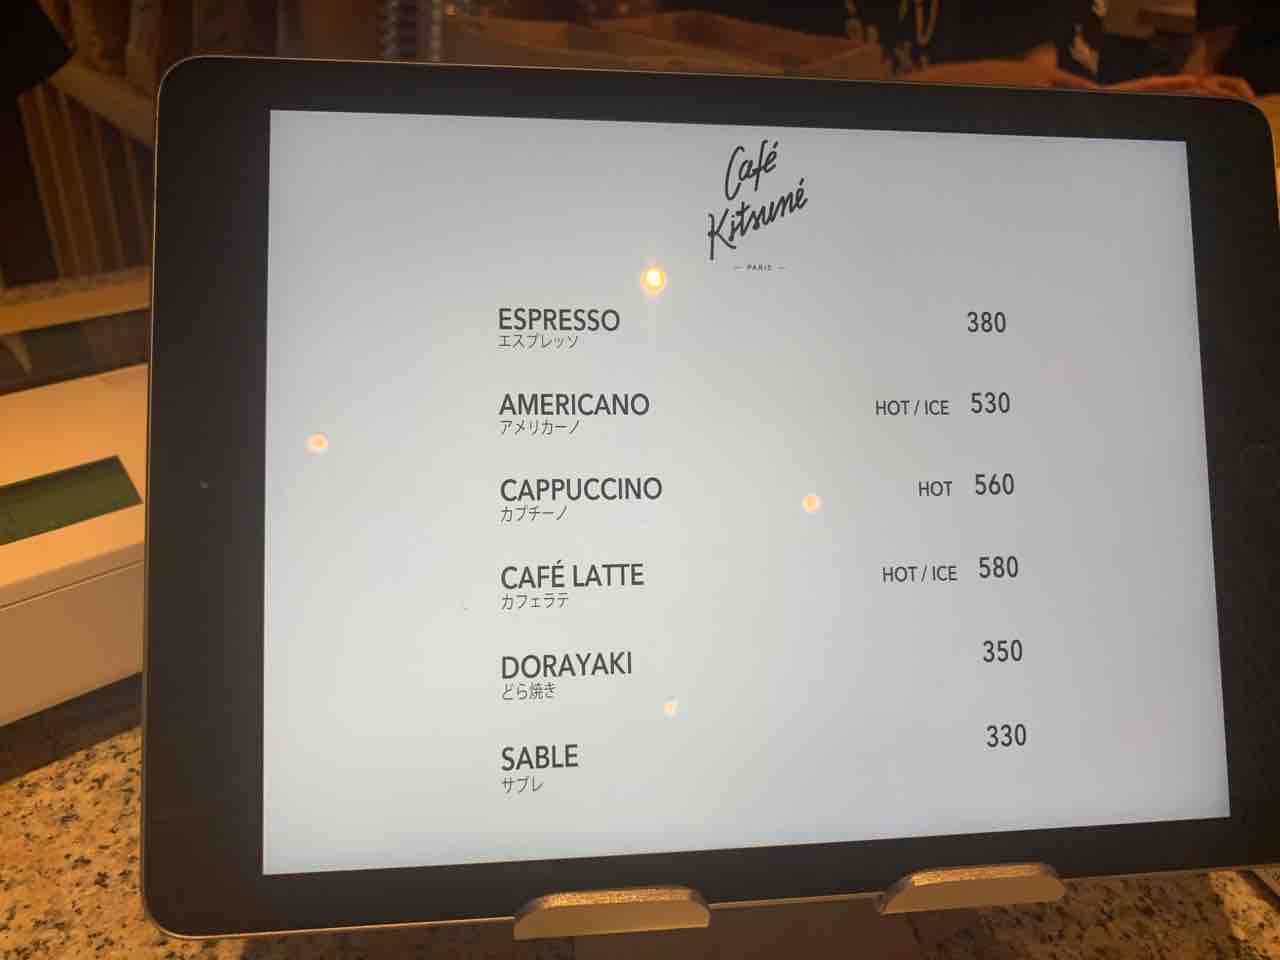 Café
Kitsuné
— PARIS —
ESPRESSO 380
エスプレッソ
AMERICANO HOT / ICE 530
アメリカーノ
CAPPUCCINO HOT 560
カプチーノ
CAFÉ LATTE HOT / ICE 580
カフェラテ
DORAYAKI 350
どら焼き
SABLE 330
サブレ